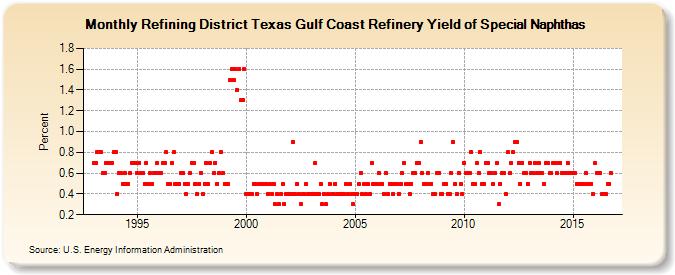 Monthly Refining District Texas Gulf Coast Refinery Yield of Special Naphthas
Percent
1.8
1.6
1.4
1.2
1.0
0.8
0.6
0.4
0.2
1995 2000 2005 2010 2015
Source: U.S. Energy Information Administration